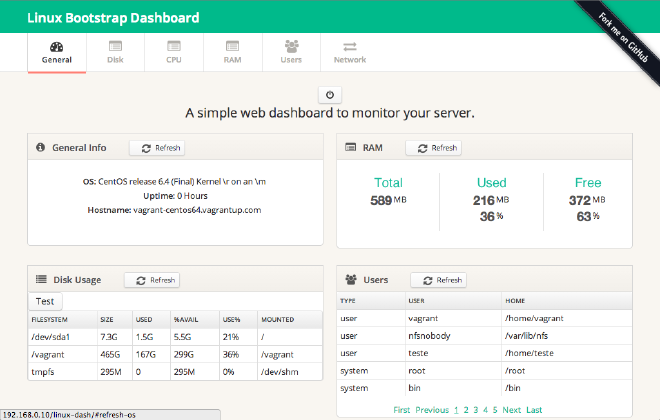 Linux Bootstrap Dashboard
Fork me on GitHub
General Disk CPU RAM Users Network
A simple web dashboard to monitor your server.
General Info Refresh
OS: CentOS release 6.4 (Final) Kernel \r on an \m
Uptime: 0 Hours
Hostname: vagrant-centos64.vagrantup.com
RAM Refresh
Total Used Free
589 MB 216 MB 372 MB
36 % 63 %
Disk Usage Refresh
Test
FILESYSTEM SIZE USED %AVAIL USE% MOUNTED
/dev/sda1 7.3G 1.5G 5.5G 21% /
/vagrant 465G 167G 299G 36% /vagrant
tmpfs 295M 0 295M 0% /dev/shm
Users Refresh
TYPE USER HOME
user vagrant /home/vagrant
user nfsnobody /var/lib/nfs
user teste /home/teste
system root /root
system bin /bin
First Previous 1 2 3 4 5 Next Last
192.168.0.10/linux-dash/#refresh-os